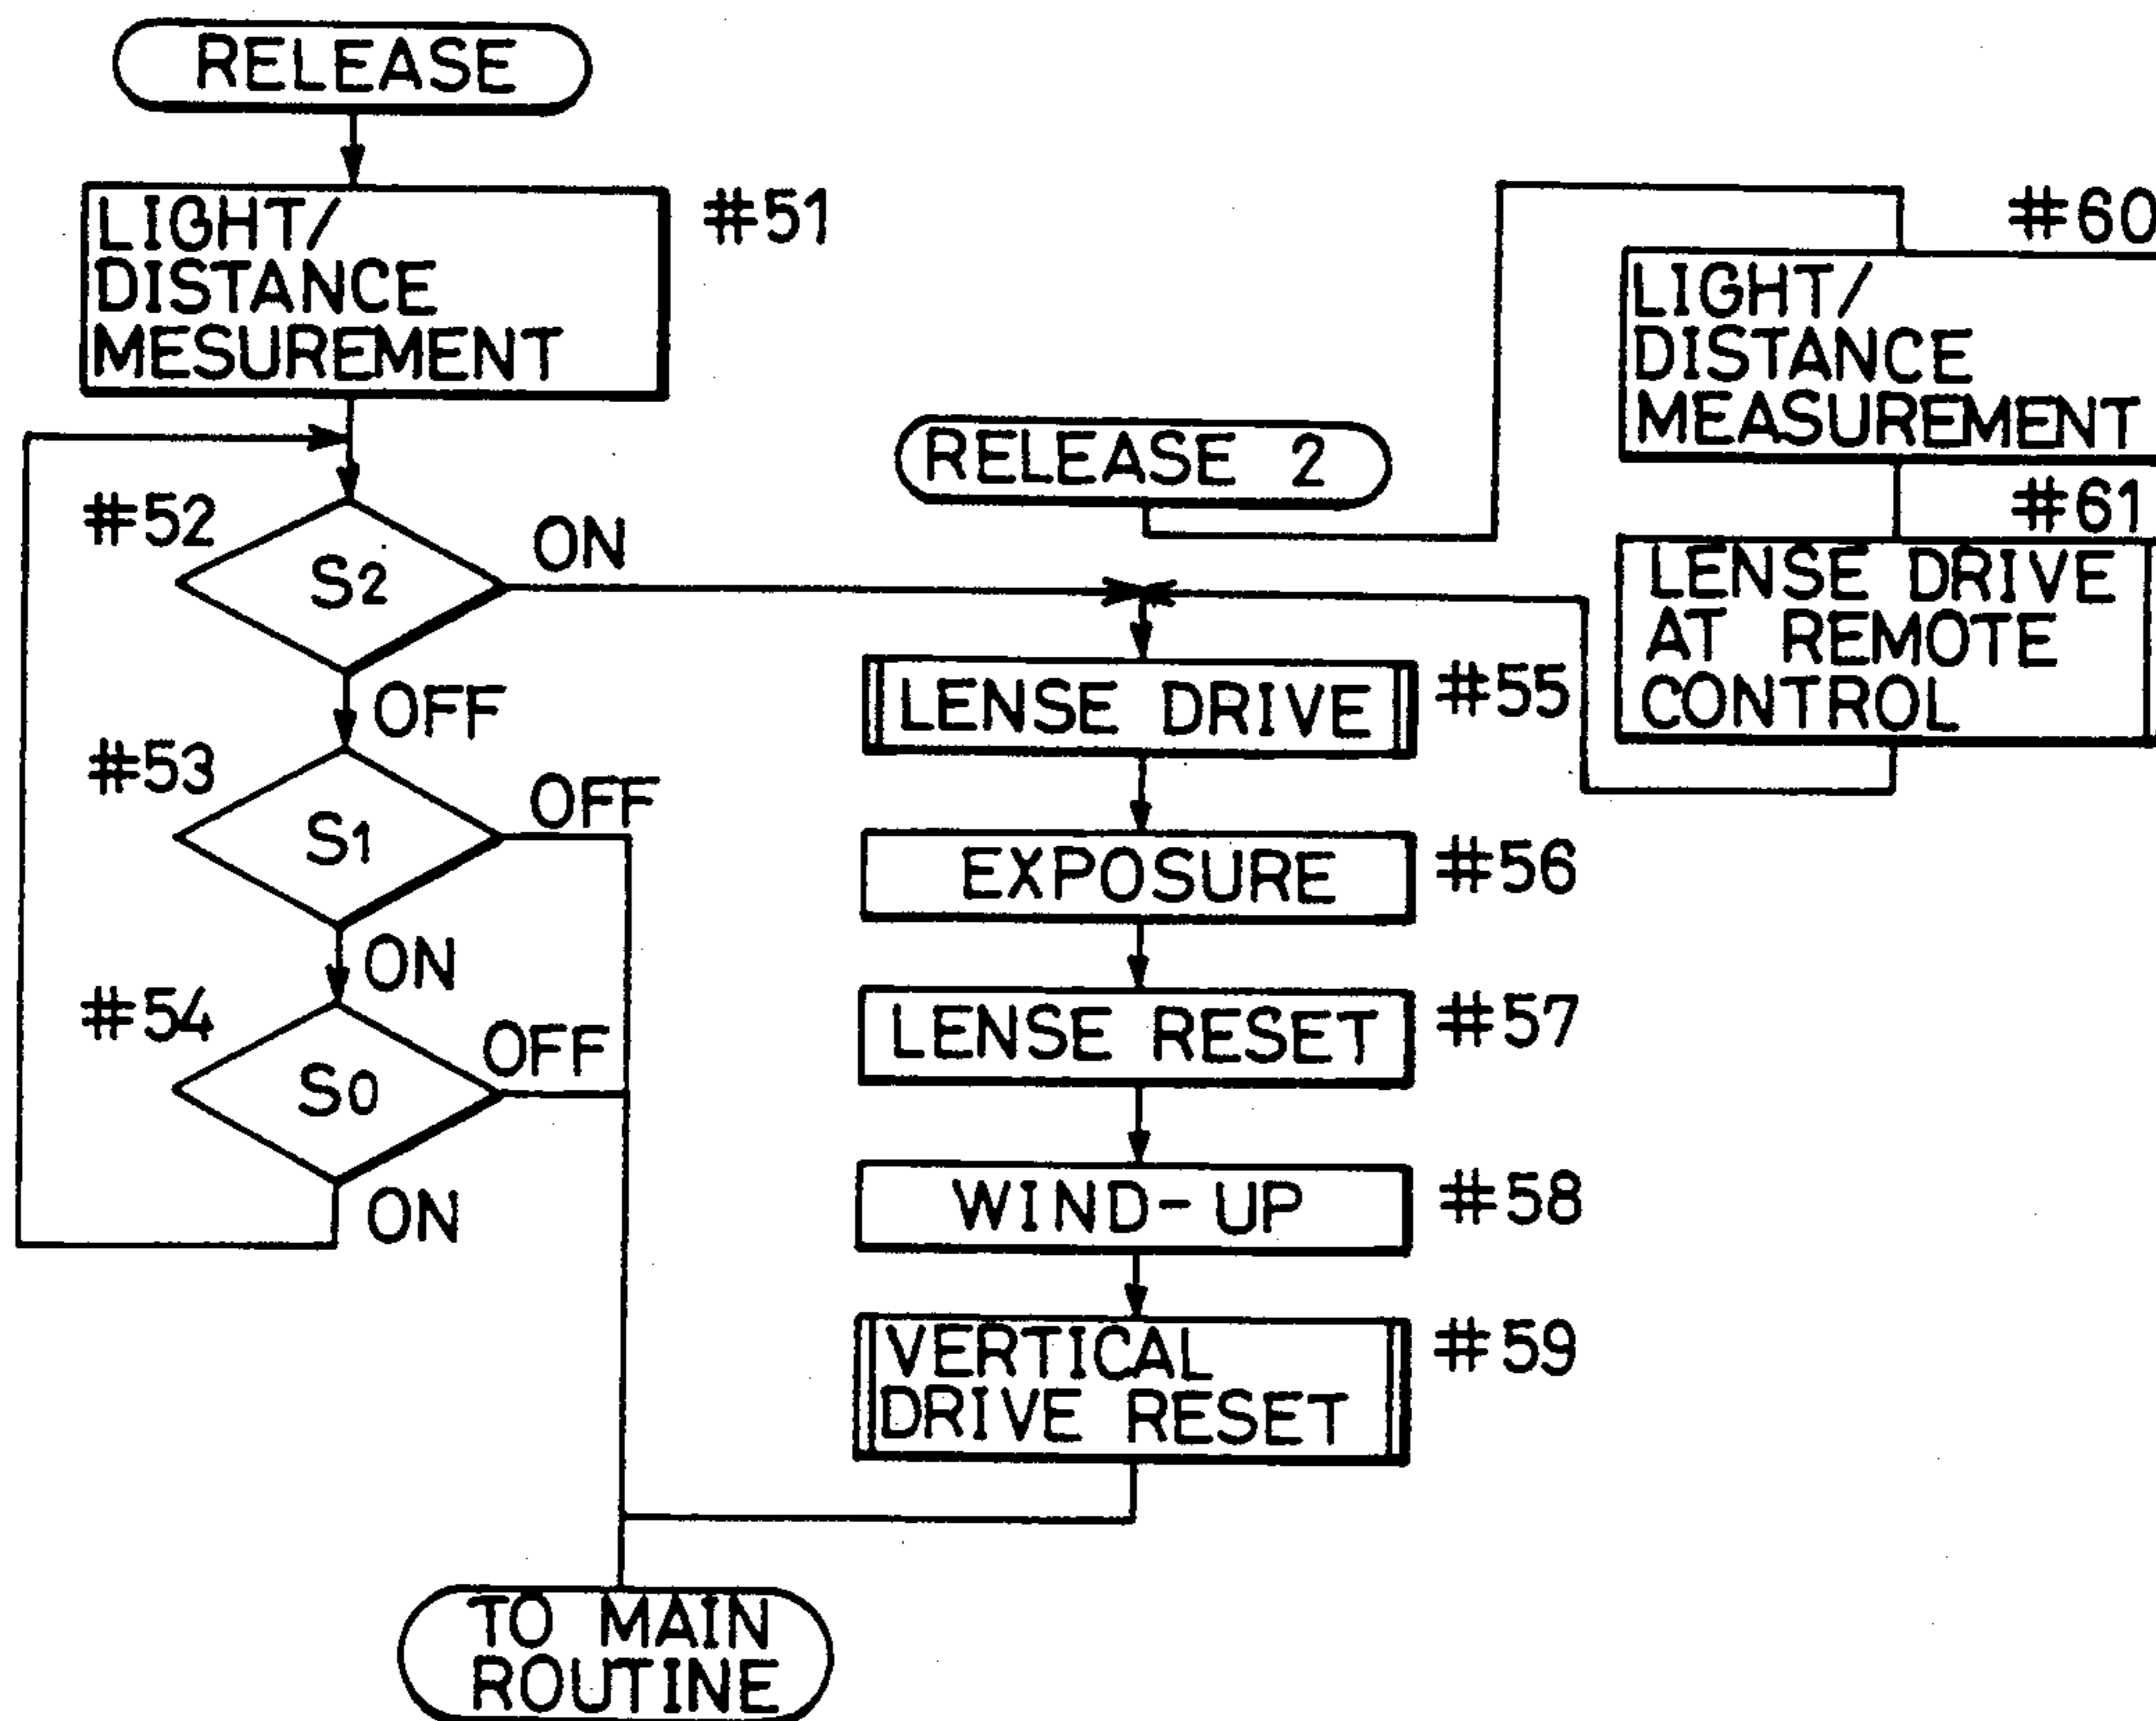 RELEASE
LIGHT/
DISTANCE
MESUREMENT
#51
#52
S2
ON
OFF
#53
S1
OFF
ON
#54
S0
OFF
ON
RELEASE 2
#60
LIGHT/
DISTANCE
MEASUREMENT
#61
LENSE DRIVE
AT REMOTE
CONTROL
LENSE DRIVE
#55
EXPOSURE
#56
LENSE RESET
#57
WIND-UP
#58
VERTICAL
DRIVE RESET
#59
TO MAIN
ROUTINE